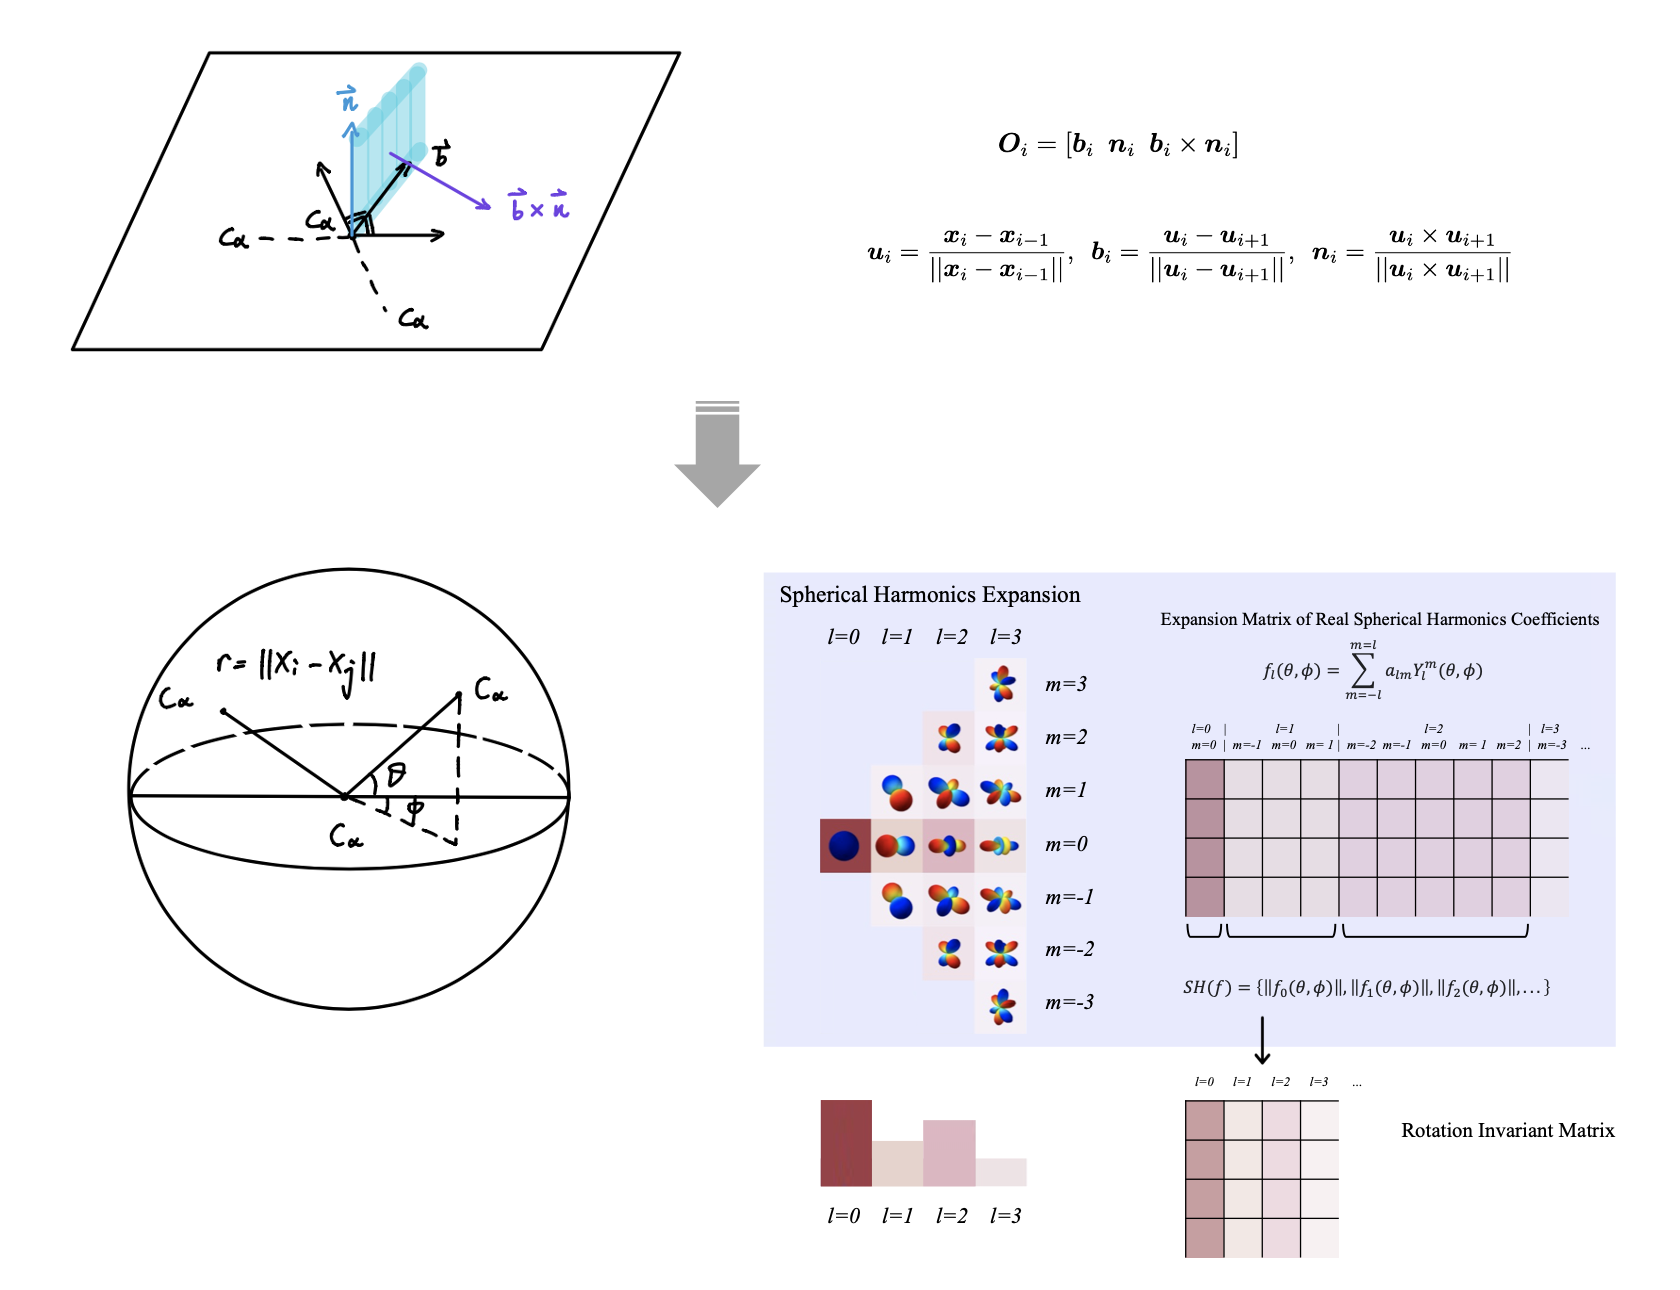 n⃗
b⃗
Cα
b⃗ × n⃗
Cα
Cα
O_i = [b_i n_i b_i × n_i]
u_i = \frac{x_i − x_{i−1}}{||x_i − x_{i−1}||}, b_i = \frac{u_i − u_{i+1}}{||u_i − u_{i+1}||}, n_i = \frac{u_i × u_{i+1}}{||u_i × u_{i+1}||}
r = ||X_i − X_j||
Cα
Cα
θ
ϕ
Cα
Spherical Harmonics Expansion
l=0 l=1 l=2 l=3
m=3
m=2
m=1
m=0
m=-1
m=-2
m=-3
Expansion Matrix of Real Spherical Harmonics Coefficients
f_l(θ, ϕ) = \sum_{m=−l}^{m=l} a_{lm} Y_l^m(θ, ϕ)
l=0 | l=1 | l=2 | l=3
m=0 | m=-1 m=0 m= 1 | m=-2 m=-1 m=0 m= 1 m=2 | m=-3 ...
SH(f) = {‖f_0(θ, ϕ)‖, ‖f_1(θ, ϕ)‖, ‖f_2(θ, ϕ)‖, ... }
l=0 l=1 l=2 l=3 ...
Rotation Invariant Matrix
l=0 l=1 l=2 l=3